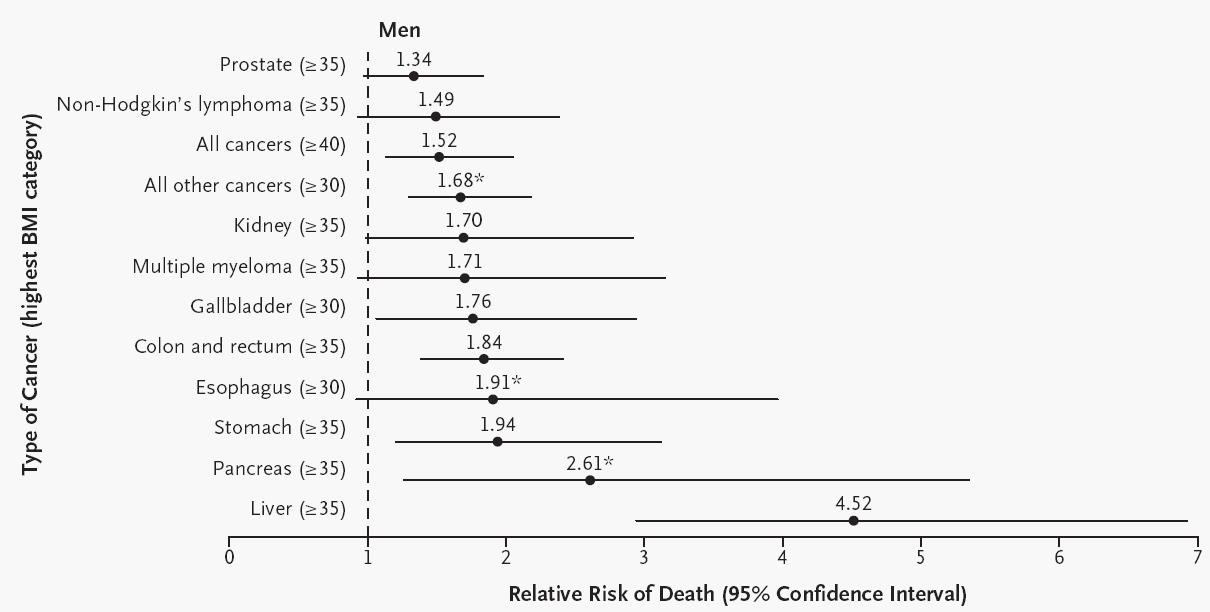 Men
Prostate (≥35) 1.34
Non-Hodgkin's lymphoma (≥35) 1.49
All cancers (≥40) 1.52
All other cancers (≥30) 1.68*
Kidney (≥35) 1.70
Multiple myeloma (≥35) 1.71
Gallbladder (≥30) 1.76
Colon and rectum (≥35) 1.84
Esophagus (≥30) 1.91*
Stomach (≥35) 1.94
Pancreas (≥35) 2.61*
Liver (≥35) 4.52
Type of Cancer (highest BMI category)
0 1 2 3 4 5 6 7
Relative Risk of Death (95% Confidence Interval)